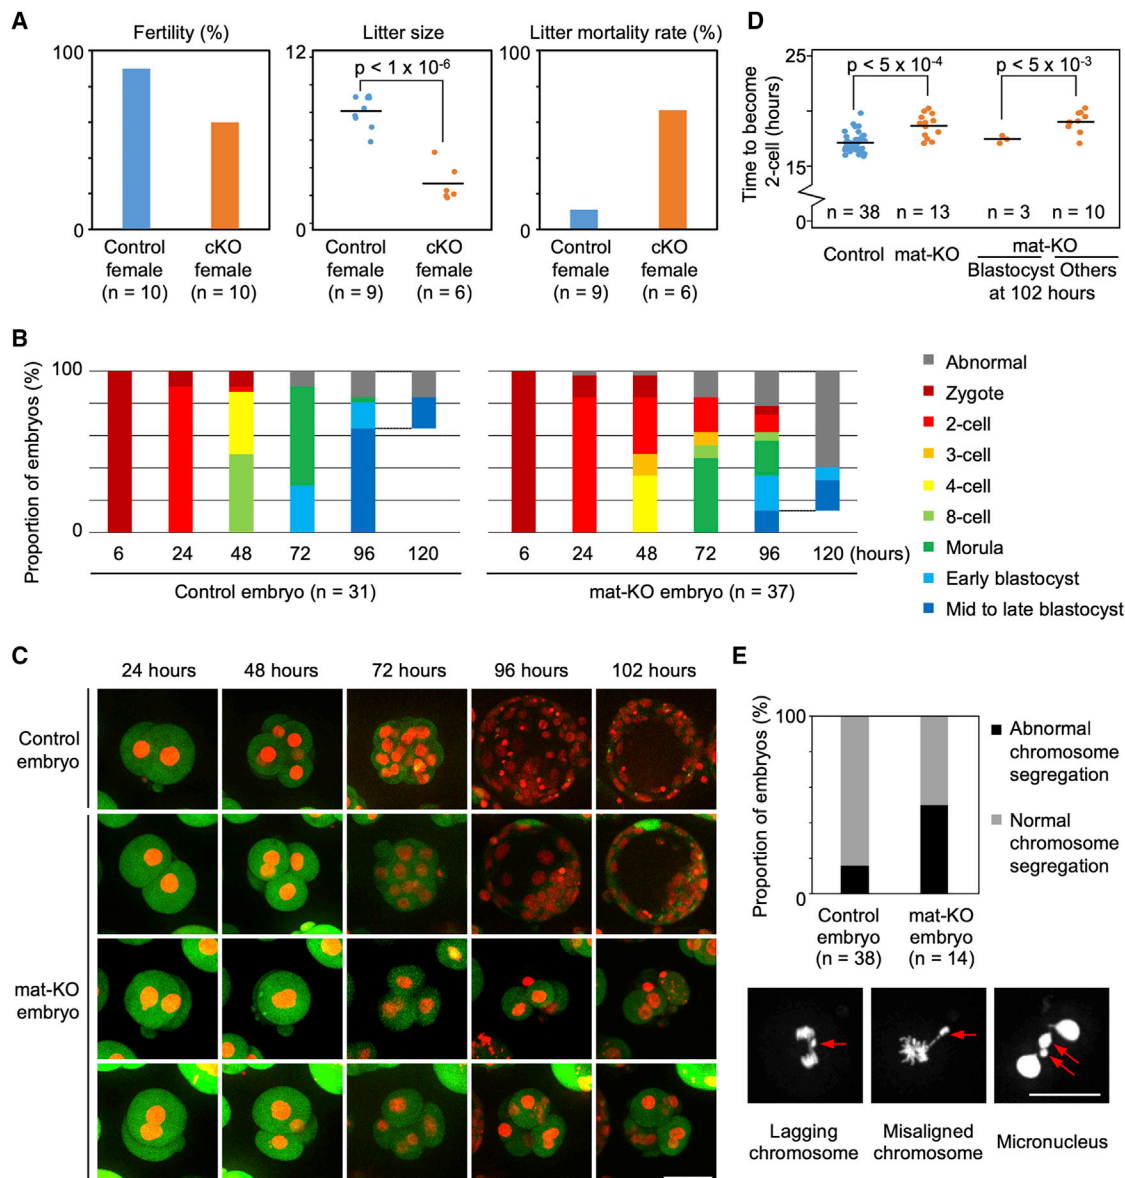 A
Fertility (%)
100
0
Control
female
(n = 10)
cKO
female
(n = 10)
Litter size
12
0
p < 1 x 10-6
Control
female
(n = 9)
cKO
female
(n = 6)
Litter mortality rate (%)
100
0
Control
female
(n = 9)
cKO
female
(n = 6)
D
Time to become
2-cell (hours)
25
15
0
p < 5 x 10-4
p < 5 x 10-3
n = 38
n = 13
n = 3
n = 10
Control
mat-KO
mat-KO
Blastocyst
Others
at 102 hours
B
Proportion of embryos (%)
100
0
6 24 48 72 96 120
Control embryo (n = 31)
6 24 48 72 96 120 (hours)
mat-KO embryo (n = 37)
Abnormal
Zygote
2-cell
3-cell
4-cell
8-cell
Morula
Early blastocyst
Mid to late blastocyst
C
24 hours
48 hours
72 hours
96 hours
102 hours
Control
embryo
mat-KO
embryo
E
Proportion of embryos (%)
100
0
Control
embryo
(n = 38)
mat-KO
embryo
(n = 14)
Abnormal
chromosome
segregation
Normal
chromosome
segregation
Lagging
chromosome
Misaligned
chromosome
Micronucleus